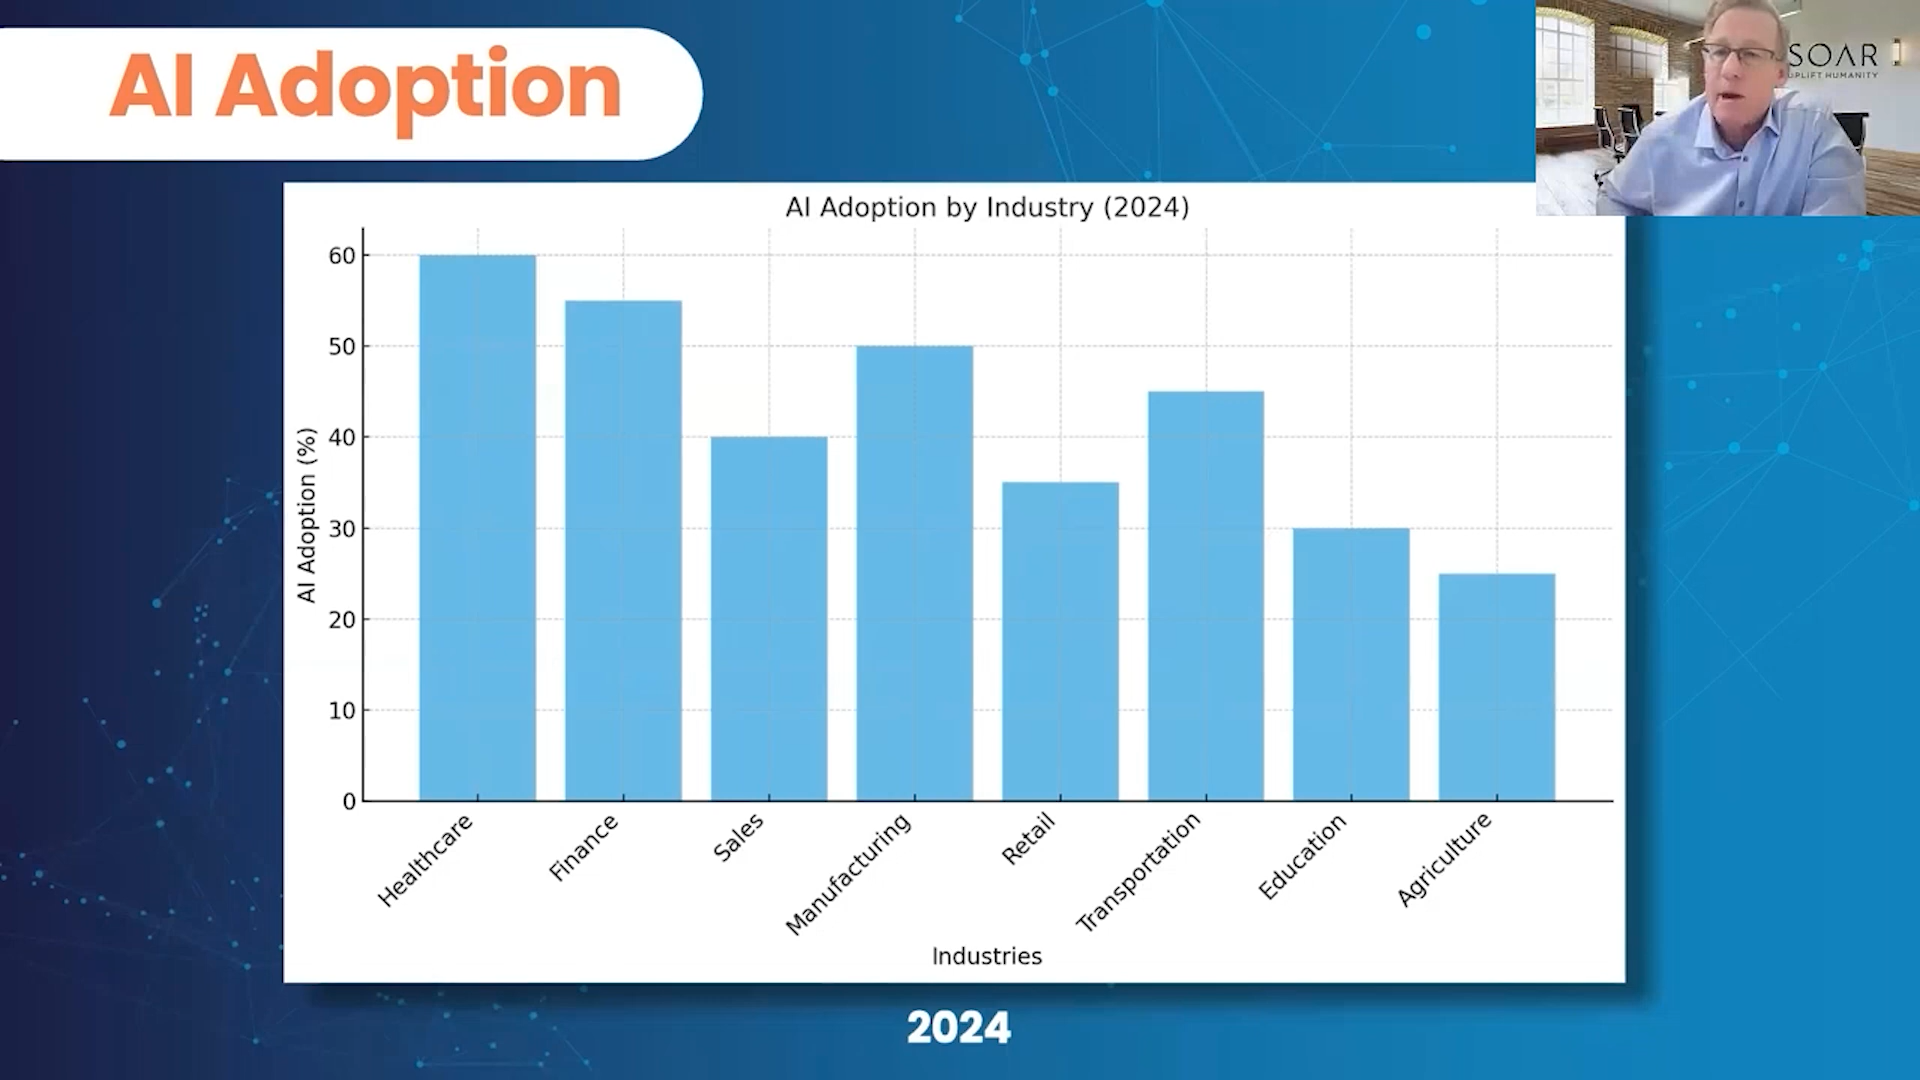 AI Adoption
SOAR
UPLIFT HUMANITY
AI Adoption by Industry (2024)
AI Adoption (%)
60
50
40
30
20
10
0
Healthcare
Finance
Sales
Manufacturing
Retail
Transportation
Education
Agriculture
Industries
2024